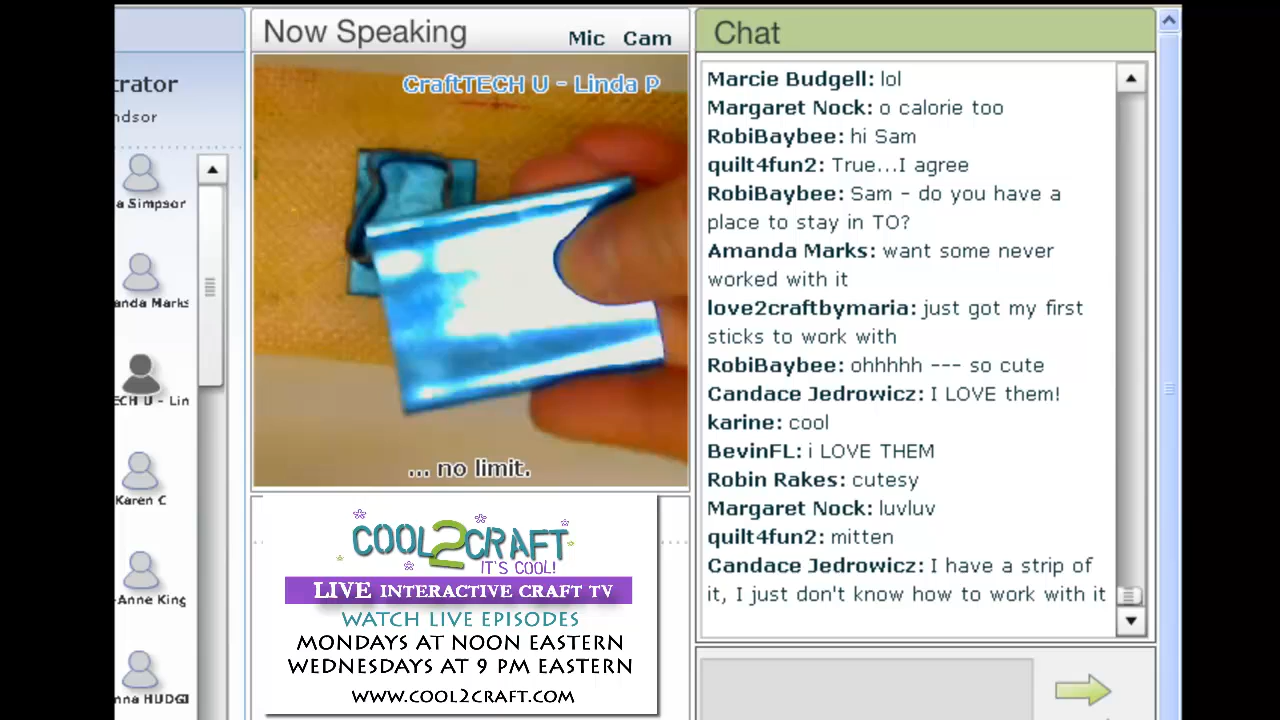 trator
ndsor
a Simpson
anda Marks
ECH U - Lin
Karen C
-Anne King
nna HUDGI
Now Speaking
Mic Cam
CraftTECH U - Linda P
... no limit.
COOL2CRAFT
IT'S COOL!
LIVE INTERACTIVE CRAFT TV
WATCH LIVE EPISODES
MONDAYS AT NOON EASTERN
WEDNESDAYS AT 9 PM EASTERN
WWW.COOL2CRAFT.COM
Chat
Marcie Budgell: lol
Margaret Nock: o calorie too
RobiBaybee: hi Sam
quilt4fun2: True...I agree
RobiBaybee: Sam - do you have a
place to stay in TO?
Amanda Marks: want some never
worked with it
love2craftbymaria: just got my first
sticks to work with
RobiBaybee: ohhhhh --- so cute
Candace Jedrowicz: I LOVE them!
karine: cool
BevinFL: i LOVE THEM
Robin Rakes: cutesy
Margaret Nock: luvluv
quilt4fun2: mitten
Candace Jedrowicz: I have a strip of
it, I just don't know how to work with it